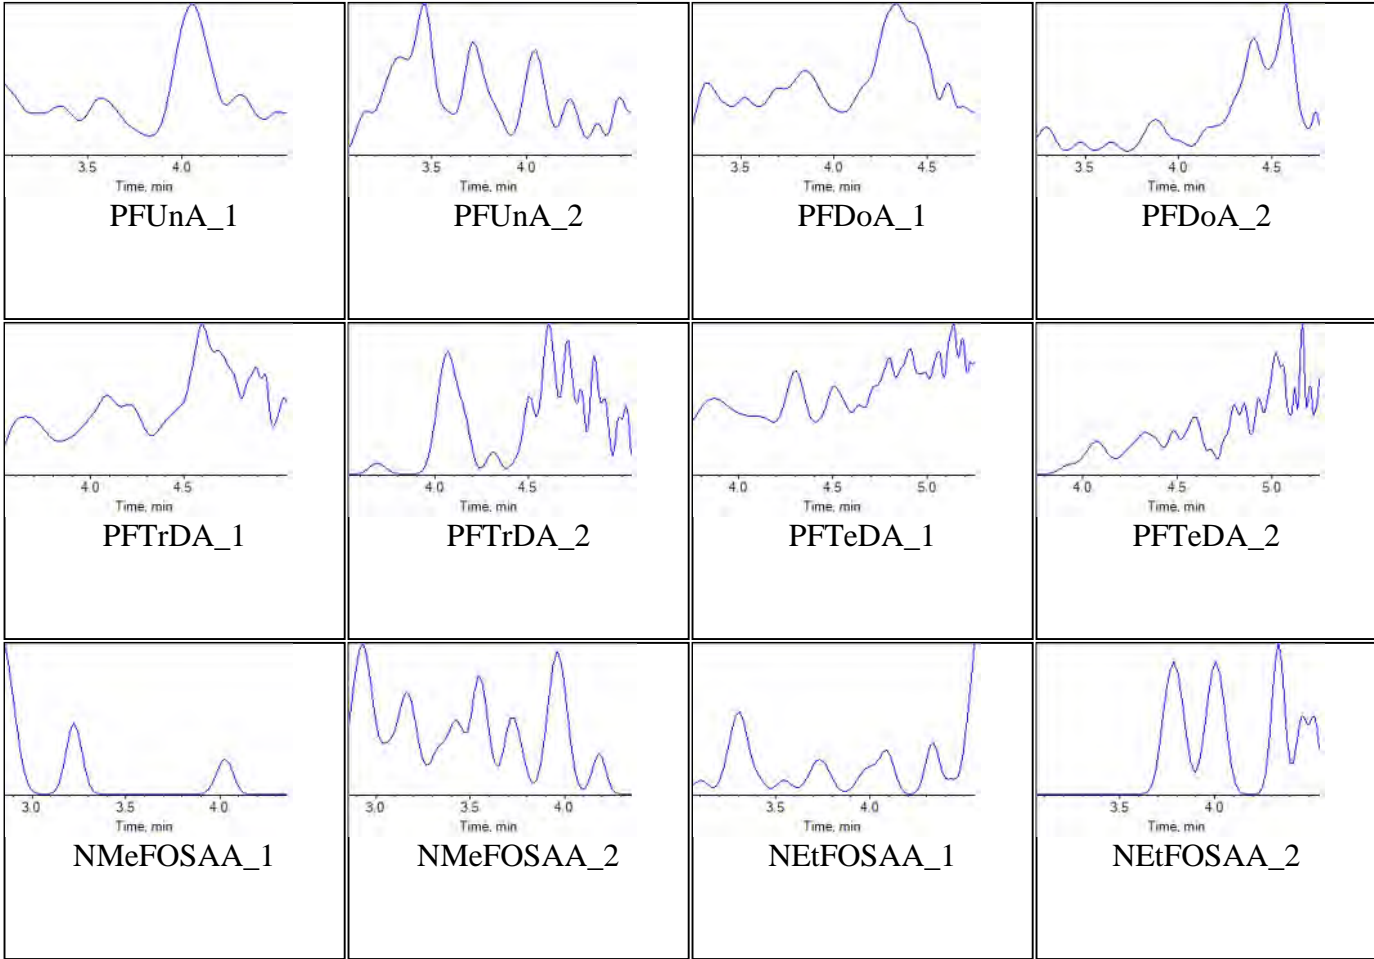 3.5 4.0
Time, min
PFUnA_1
3.5 4.0
Time, min
PFUnA_2
3.5 4.0 4.5
Time, min
PFDoA_1
3.5 4.0 4.5
Time, min
PFDoA_2
4.0 4.5
Time, min
PFTrDA_1
4.0 4.5
Time, min
PFTrDA_2
4.0 4.5 5.0
Time, min
PFTeDA_1
4.0 4.5 5.0
Time, min
PFTeDA_2
3.0 3.5 4.0
Time, min
NMeFOSAA_1
3.0 3.5 4.0
Time, min
NMeFOSAA_2
3.5 4.0
Time, min
NEtFOSAA_1
3.5 4.0
Time, min
NEtFOSAA_2